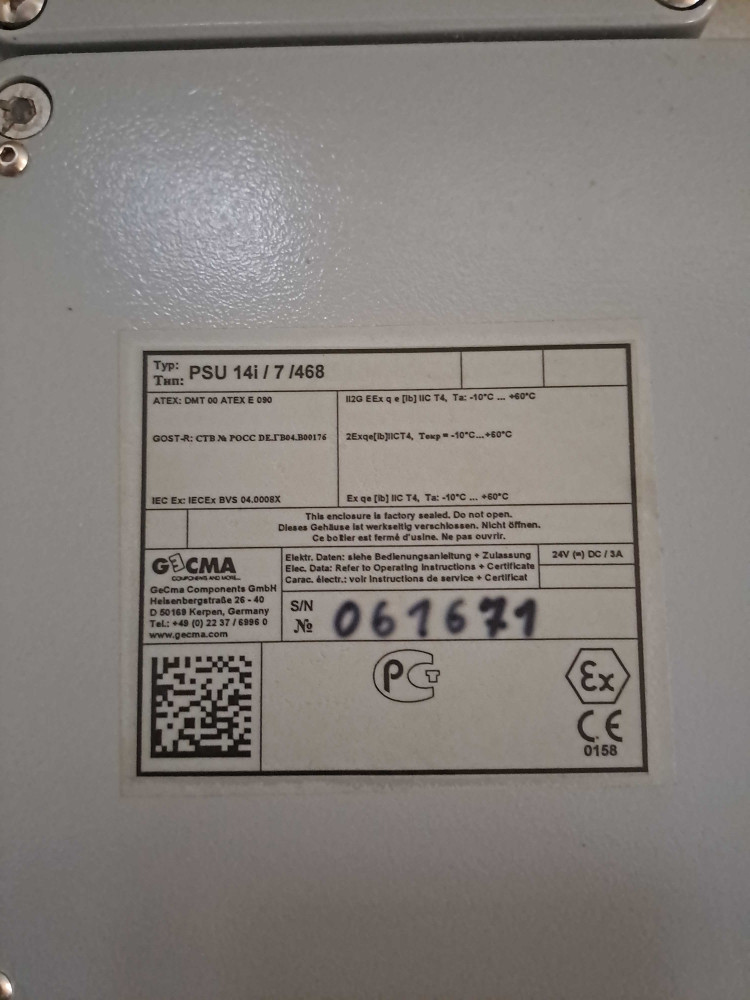 Typ:
Тип: PSU 14i / 7 /468
ATEX: DMT 00 ATEX E 090
II2G EEx q e [ib] IIC T4, Ta: -10°C ... +60°C
GOST-R: СТВ № РОСС DE.ГБ04.В00176
2Exqe[ib]IICT4, Токр = -10°C...+60°C
IEC Ex: IECEx BVS 04.0008X
Ex qe [ib] IIC T4, Ta: -10°C ... +60°C
This enclosure is factory sealed. Do not open.
Dieses Gehäuse ist werkseitig verschlossen. Nicht öffnen.
Ce boîtier est fermé d'usine. Ne pas ouvrir.
GECMA
COMPONENTS AND MORE...
GeCma Components GmbH
Heisenbergstraße 26 - 40
D 50169 Kerpen, Germany
Tel.: +49 (0) 22 37 / 6996 0
www.gecma.com
Elektr. Daten: siehe Bedienungsanleitung + Zulassung
Elec. Data: Refer to Operating Instructions + Certificate
Carac. électr.: voir Instructions de service + Certificat
24V (=) DC / 3A
S/N
№ 061671
РСТ
Ex
CE
0158